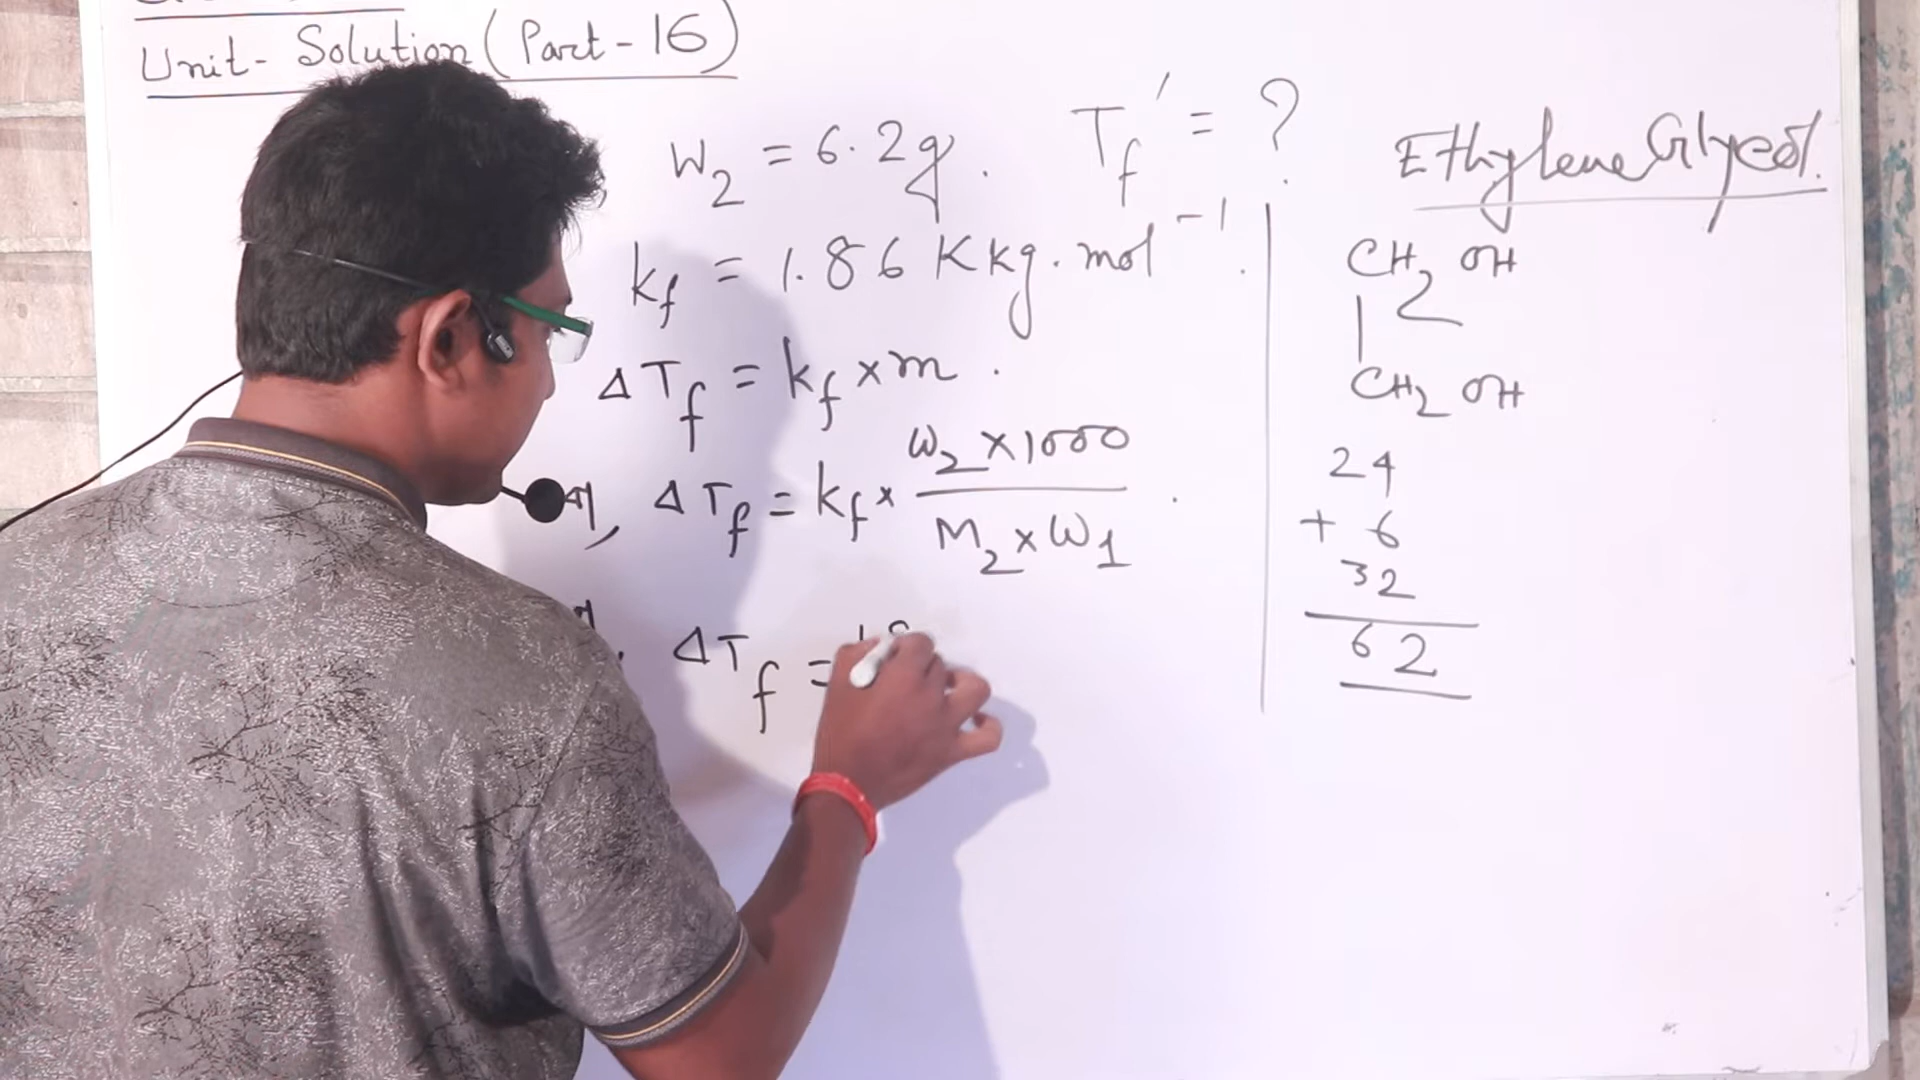 Unit- Solution (Part-16)
W₂ = 6.2g. Tf' = ?
kf = 1.86 K kg. mol⁻¹.
ΔTf = kf × m.
ΔTf = kf × W₂ × 1000 / M₂ × W₁
ΔTf =
Ethylene Glycol.
CH₂ OH
|
CH₂ OH
24
+ 6
32
62